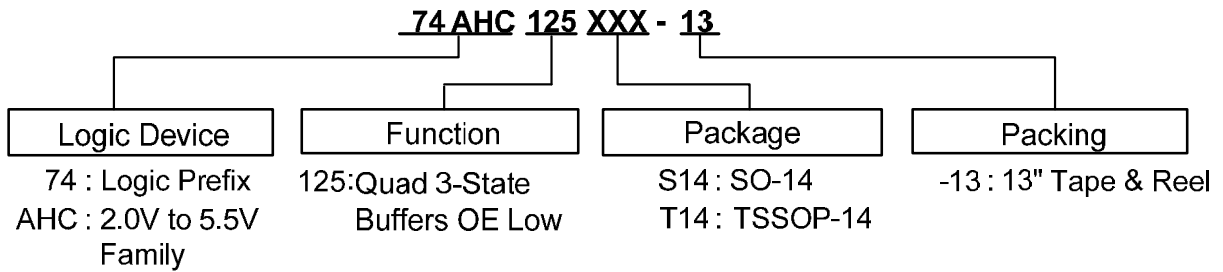 74 AHC 125 XXX - 13
Logic Device
74 : Logic Prefix
AHC : 2.0V to 5.5V
Family
Function
125:Quad 3-State
Buffers OE Low
Package
S14 : SO-14
T14 : TSSOP-14
Packing
-13 : 13" Tape & Reel